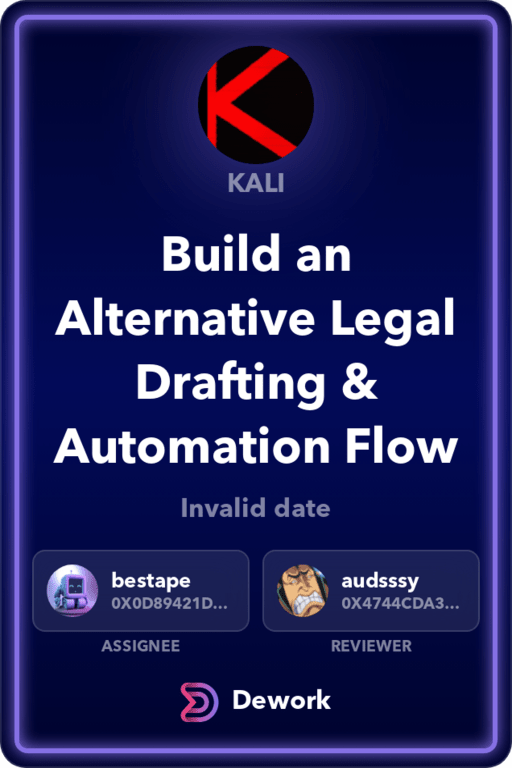 KALI
Build an
Alternative Legal
Drafting &
Automation Flow
Invalid date
bestape
0X0D89421D...
audsssy
0X4744CDA3...
ASSIGNEE
REVIEWER
Dework